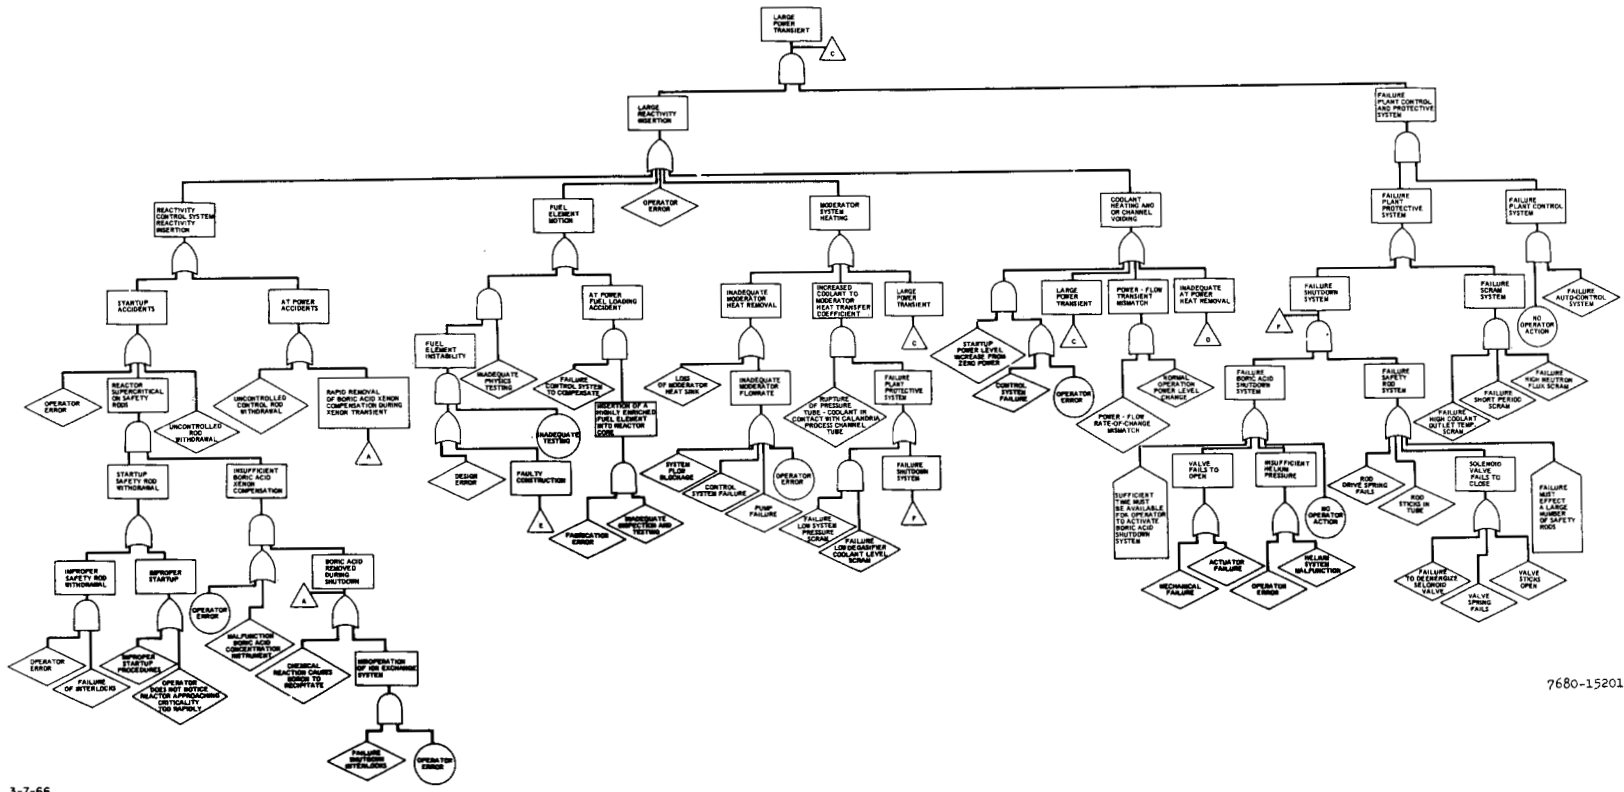 LARGE
POWER
TRANSIENT
C
LARGE
REACTIVITY
INSERTION
FAILURE
PLANT CONTROL
AND PROTECTIVE
SYSTEM
REACTIVITY
CONTROL SYSTEM
REACTIVITY
INSERTION
FUEL
ELEMENT
MOTION
OPERATOR
ERROR
MODERATOR
SYSTEM
HEATING
COOLANT
HEATING AND
OR CHANNEL
VOIDING
FAILURE
PLANT
PROTECTIVE
SYSTEM
FAILURE
PLANT CONTROL
SYSTEM
STARTUP
ACCIDENTS
AT POWER
ACCIDENTS
AT POWER
FUEL LOADING
ACCIDENT
INADEQUATE
MODERATOR
HEAT REMOVAL
INCREASED
COOLANT TO
MODERATOR
HEAT TRANSFER
COEFFICIENT
LARGE
POWER
TRANSIENT
C
LARGE
POWER
TRANSIENT
C
POWER - FLOW
TRANSIENT
MISMATCH
INADEQUATE
AT POWER
HEAT REMOVAL
D
FAILURE
SHUTDOWN
SYSTEM
F
FAILURE
SCRAM
SYSTEM
NO
OPERATOR
ACTION
FAILURE
AUTO-CONTROL
SYSTEM
FUEL
ELEMENT
INSTABILITY
INADEQUATE
PHYSICS
TESTING
STARTUP
POWER LEVEL
INCREASE FROM
ZERO POWER
CONTROL
SYSTEM
FAILURE
OPERATOR
ERROR
NORMAL
OPERATION
POWER LEVEL
CHANGE
POWER - FLOW
RATE-OF-CHANGE
MISMATCH
OPERATOR
ERROR
REACTOR
SUPERCRITICAL
ON SAFETY
RODS
UNCONTROLLED
ROD
WITHDRAWAL
UNCONTROLLED
CONTROL ROD
WITHDRAWAL
RAPID REMOVAL
OF BORIC ACID XENON
COMPENSATION DURING
XENON TRANSIENT
A
FAILURE
CONTROL SYSTEM
TO COMPENSATE
INSERTION OF A
HIGHLY ENRICHED
FUEL ELEMENT
INTO REACTOR
CORE
LOSS
OF MODERATOR
HEAT SINK
INADEQUATE
MODERATOR
FLOWRATE
RUPTURE
OF PRESSURE
TUBE - COOLANT IN
CONTACT WITH CALANDRIA
PROCESS CHANNEL
TUBE
FAILURE
PLANT
PROTECTIVE
SYSTEM
FAILURE
BORIC ACID
SHUTDOWN
SYSTEM
FAILURE
SAFETY
ROD
SYSTEM
FAILURE
HIGH COOLANT
OUTLET TEMP.
SCRAM
FAILURE
SHORT PERIOD
SCRAM
FAILURE
HIGH NEUTRON
FLUX SCRAM
STARTUP
SAFETY ROD
WITHDRAWAL
INSUFFICIENT
BORIC ACID
XENON
COMPENSATION
DESIGN
ERROR
FAULTY
CONSTRUCTION
E
INADEQUATE
TESTING
FABRICATION
ERROR
INADEQUATE
INSPECTION AND
TESTING
SYSTEM
FLOW
BLOCKAGE
CONTROL
SYSTEM FAILURE
PUMP
FAILURE
OPERATOR
ERROR
FAILURE
LOW SYSTEM
PRESSURE
SCRAM
FAILURE
LOW DEGASIFIER
COOLANT LEVEL
SCRAM
FAILURE
SHUTDOWN
SYSTEM
F
SUFFICIENT
TIME MUST
BE AVAILABLE
FOR OPERATOR
TO ACTIVATE
BORIC ACID
SHUTDOWN
SYSTEM
VALVE
FAILS TO
OPEN
INSUFFICIENT
HELIUM
PRESSURE
NO
OPERATOR
ACTION
ROD
DRIVE SPRING
FAILS
ROD
STICKS IN
TUBE
SOLENOID
VALVE
FAILS TO
CLOSE
FAILURE
MUST
EFFECT
A LARGE
NUMBER
OF SAFETY
RODS
IMPROPER
SAFETY ROD
WITHDRAWAL
IMPROPER
STARTUP
OPERATOR
ERROR
MALFUNCTION
BORIC ACID
CONCENTRATION
INSTRUMENT
BORIC ACID
REMOVED
DURING
SHUTDOWN
A
MECHANICAL
FAILURE
ACTUATOR
FAILURE
OPERATOR
ERROR
HELIUM
SYSTEM
MALFUNCTION
FAILURE
TO DEENERGIZE
SELONOID
VALVE
VALVE
SPRING
FAILS
VALVE
STICKS
OPEN
OPERATOR
ERROR
FAILURE
OF INTERLOCKS
IMPROPER
STARTUP
PROCEDURES
OPERATOR
DOES NOT NOTICE
REACTOR APPROACHING
CRITICALITY
TOO RAPIDLY
CHEMICAL
REACTION CAUSES
BORON TO
PRECIPITATE
MISOPERATION
OF ION EXCHANGE
SYSTEM
FAILURE
SHUTDOWN
INTERLOCKS
OPERATOR
ERROR
7680-15201
3-7-66